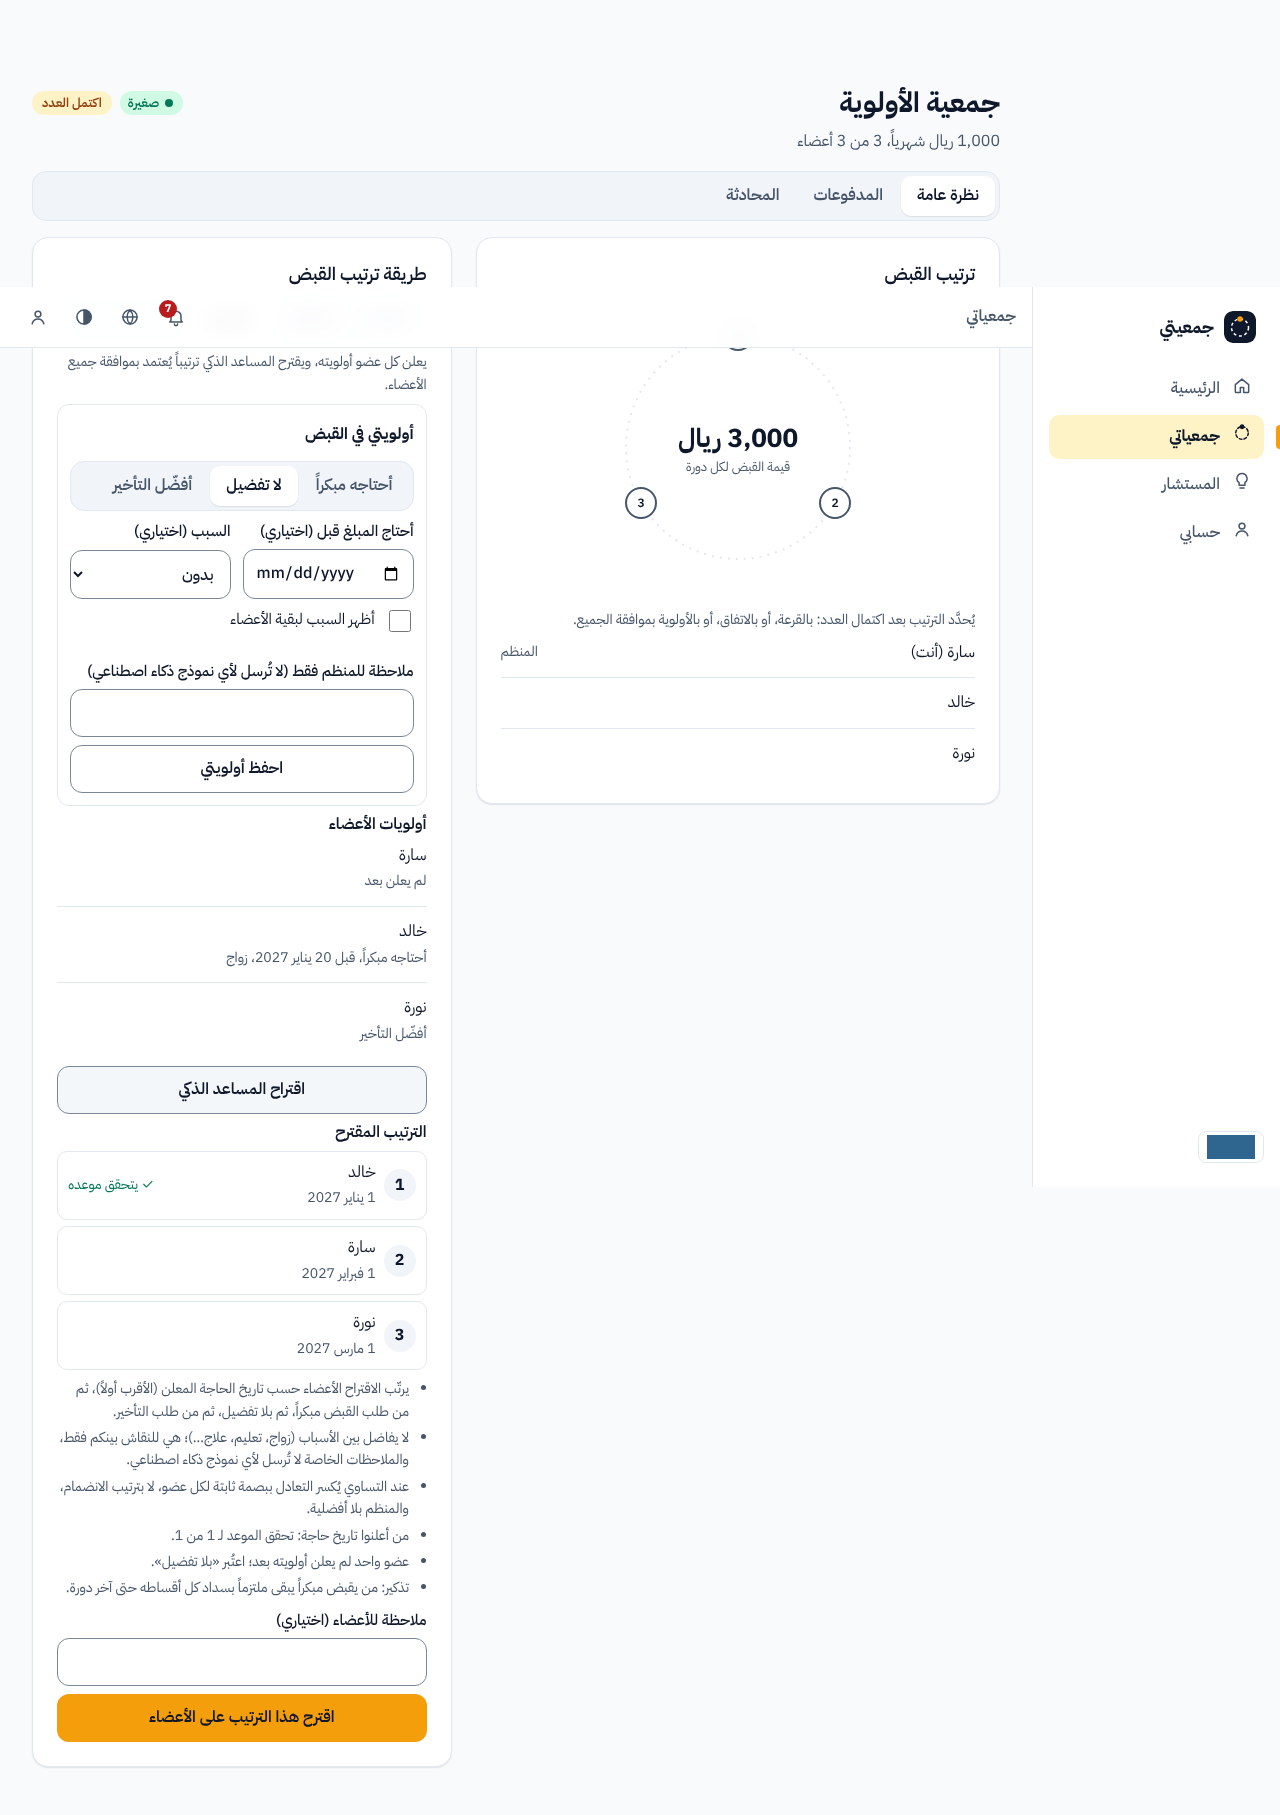 جمعية الأولوية
صغيرة
اكتمل العدد
1,000 ريال شهرياً، 3 من 3 أعضاء
نظرة عامة
المدفوعات
المحادثة
جمعيتي
الرئيسية
جمعياتي
المستشار
حسابي
جمعياتي
7
ترتيب القبض
3,000 ريال
قيمة القبض لكل دورة
2
3
يُحدَّد الترتيب بعد اكتمال العدد: بالقرعة، أو بالاتفاق، أو بالأولوية بموافقة الجميع.
سارة (أنت)
المنظم
خالد
نورة
طريقة ترتيب القبض
يعلن كل عضو أولويته، ويقترح المساعد الذكي ترتيباً يُعتمد بموافقة جميع
الأعضاء.
أولويتي في القبض
أحتاجه مبكراً
لا تفضيل
أفضّل التأخير
أحتاج المبلغ قبل (اختياري)
السبب (اختياري)
mm/dd/yyyy
بدون
أظهر السبب لبقية الأعضاء
ملاحظة للمنظم فقط (لا تُرسل لأي نموذج ذكاء اصطناعي)
احفظ أولويتي
أولويات الأعضاء
سارة
لم يعلن بعد
خالد
أحتاجه مبكراً، قبل 20 يناير 2027، زواج
نورة
أفضّل التأخير
اقتراح المساعد الذكي
الترتيب المقترح
1
خالد
1 يناير 2027
✓ يتحقق موعده
2
سارة
1 فبراير 2027
3
نورة
1 مارس 2027
• يرتّب الاقتراح الأعضاء حسب تاريخ الحاجة المعلن (الأقرب أولاً)، ثم
من طلب القبض مبكراً، ثم بلا تفضيل، ثم من طلب التأخير.
• لا يفاضل بين الأسباب (زواج، تعليم، علاج…)؛ هي للنقاش بينكم فقط،
والملاحظات الخاصة لا تُرسل لأي نموذج ذكاء اصطناعي.
• عند التساوي يُكسر التعادل ببصمة ثابتة لكل عضو، لا بترتيب الانضمام،
والمنظم بلا أفضلية.
• من أعلنوا تاريخ حاجة: تحقق الموعد لـ 1 من 1.
• عضو واحد لم يعلن أولويته بعد؛ اعتُبر «بلا تفضيل».
• تذكير: من يقبض مبكراً يبقى ملتزماً بسداد كل أقساطه حتى آخر دورة.
ملاحظة للأعضاء (اختياري)
اقترح هذا الترتيب على الأعضاء